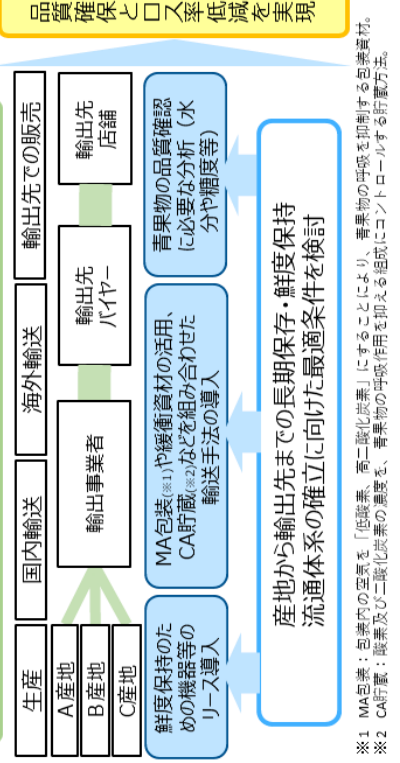 品質確保とロス率低減を実現
生産
国内輸送
海外輸送
輸出先での販売
A産地
B産地
C産地
輸出事業者
輸出先
バイヤー
輸出先
店舗
鮮度保持のた
めの機器等の
リース導入
MA包装(※1)や緩衝資材の活用、
CA貯蔵(※2)などを組み合わせた
輸送手法の導入
青果物の品質確認
に必要な分析（水
分や糖度等）
産地から輸出先までの長期保存・鮮度保持
流通体系の確立に向けた最適条件を検討
※1 MA包装：包装内の空気を「低酸素、高二酸化炭素」にすることにより、青果物の呼吸を抑制する包装資材。
※2 CA貯蔵：酸素及び二酸化炭素の濃度を、青果物の呼吸作用を抑える組成にコントロールする貯蔵方法。